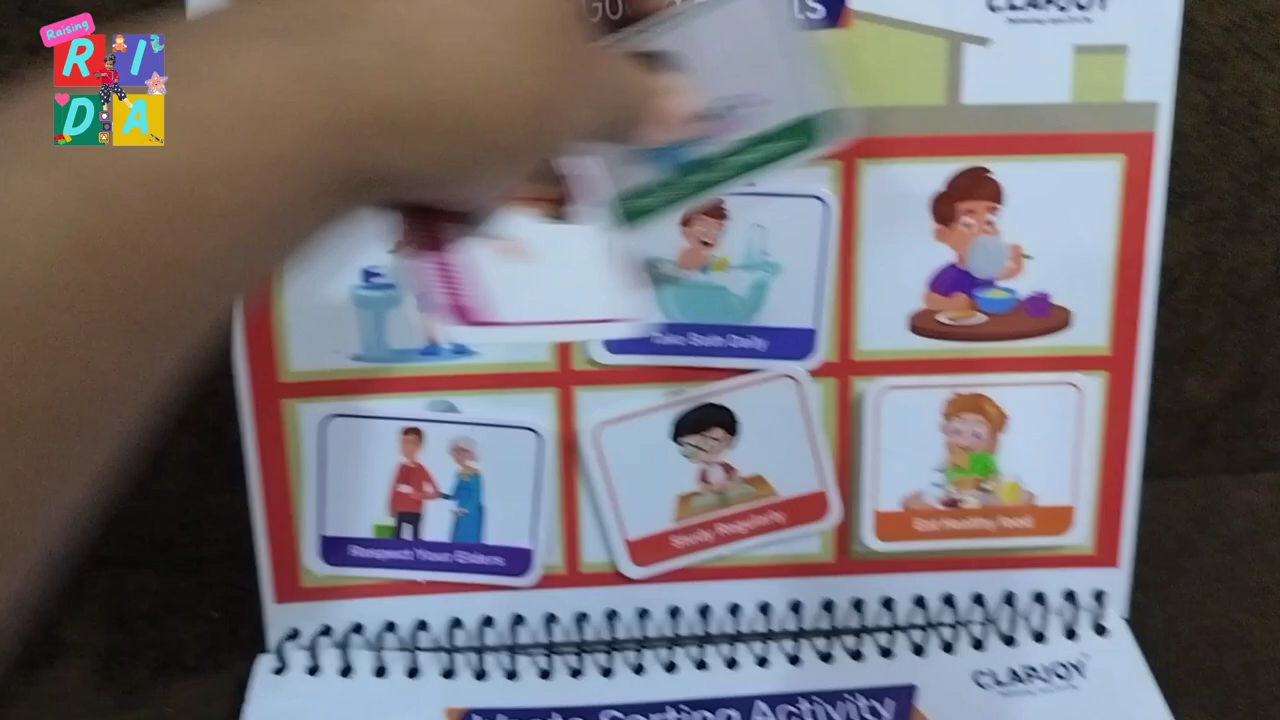 Raising
R I
D A
CLARJOY
Take Bath Daily
Respect Your Elders
Study Regularly
Eat Healthy Food
CLARJOY
Waste Sorting Activity